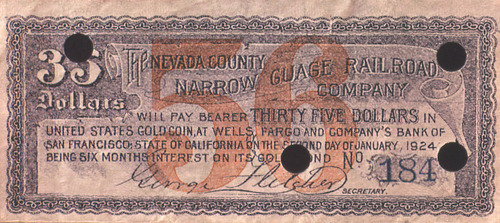 35 THE NEVADA COUNTY
NARROW GUAGE RAILROAD
Dollars COMPANY
56
WILL PAY BEARER THIRTY FIVE DOLLARS IN
UNITED STATES GOLD COIN, AT WELLS, FARGO AND COMPANY'S BANK OF
SAN FRANCISCO, STATE OF CALIFORNIA ON THE SECOND DAY OF JANUARY, 1924
BEING SIX MONTHS INTEREST ON ITS GOLD BOND NO. 184
George Fletcher
SECRETARY.